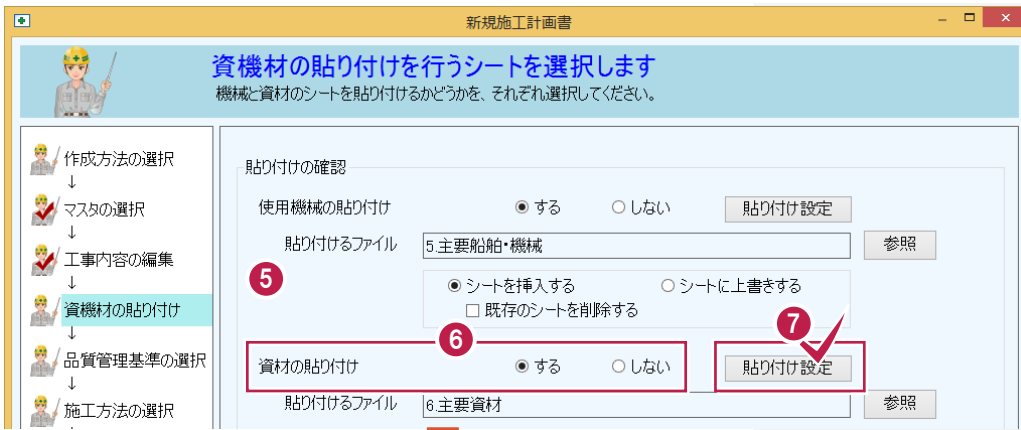 新規施工計画書
資機材の貼り付けを行うシートを選択します
機械と資材のシートを貼り付けるかどうかを、それぞれ選択してください。
作成方法の選択
↓
マスタの選択
↓
工事内容の編集
↓
資機材の貼り付け
↓
品質管理基準の選択
↓
施工方法の選択
貼り付けの確認
使用機械の貼り付け する しない 貼り付け設定
貼り付けるファイル 5.主要船舶・機械 参照
5
シートを挿入する シートに上書きする
既存のシートを削除する
6
7
資材の貼り付け する しない 貼り付け設定
貼り付けるファイル 6.主要資材 参照